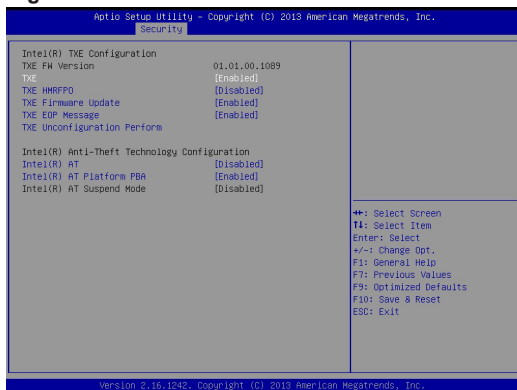 Aptio Setup Utility – Copyright (C) 2013 American Megatrends, Inc.
Security
Intel(R) TXE Configuration
TXE FW Version 01.01.00.1089
TXE [Enabled]
TXE HMRFPO [Disabled]
TXE Firmware Update [Enabled]
TXE EOP Message [Enabled]
TXE Unconfiguration Perform
Intel(R) Anti-Theft Technology Configuration
Intel(R) AT [Disabled]
Intel(R) AT Platform PBA [Enabled]
Intel(R) AT Suspend Mode [Disabled]
→←: Select Screen
↑↓: Select Item
Enter: Select
+/-: Change Opt.
F1: General Help
F7: Previous Values
F9: Optimized Defaults
F10: Save & Reset
ESC: Exit
Version 2.16.1242. Copyright (C) 2013 American Megatrends, Inc.